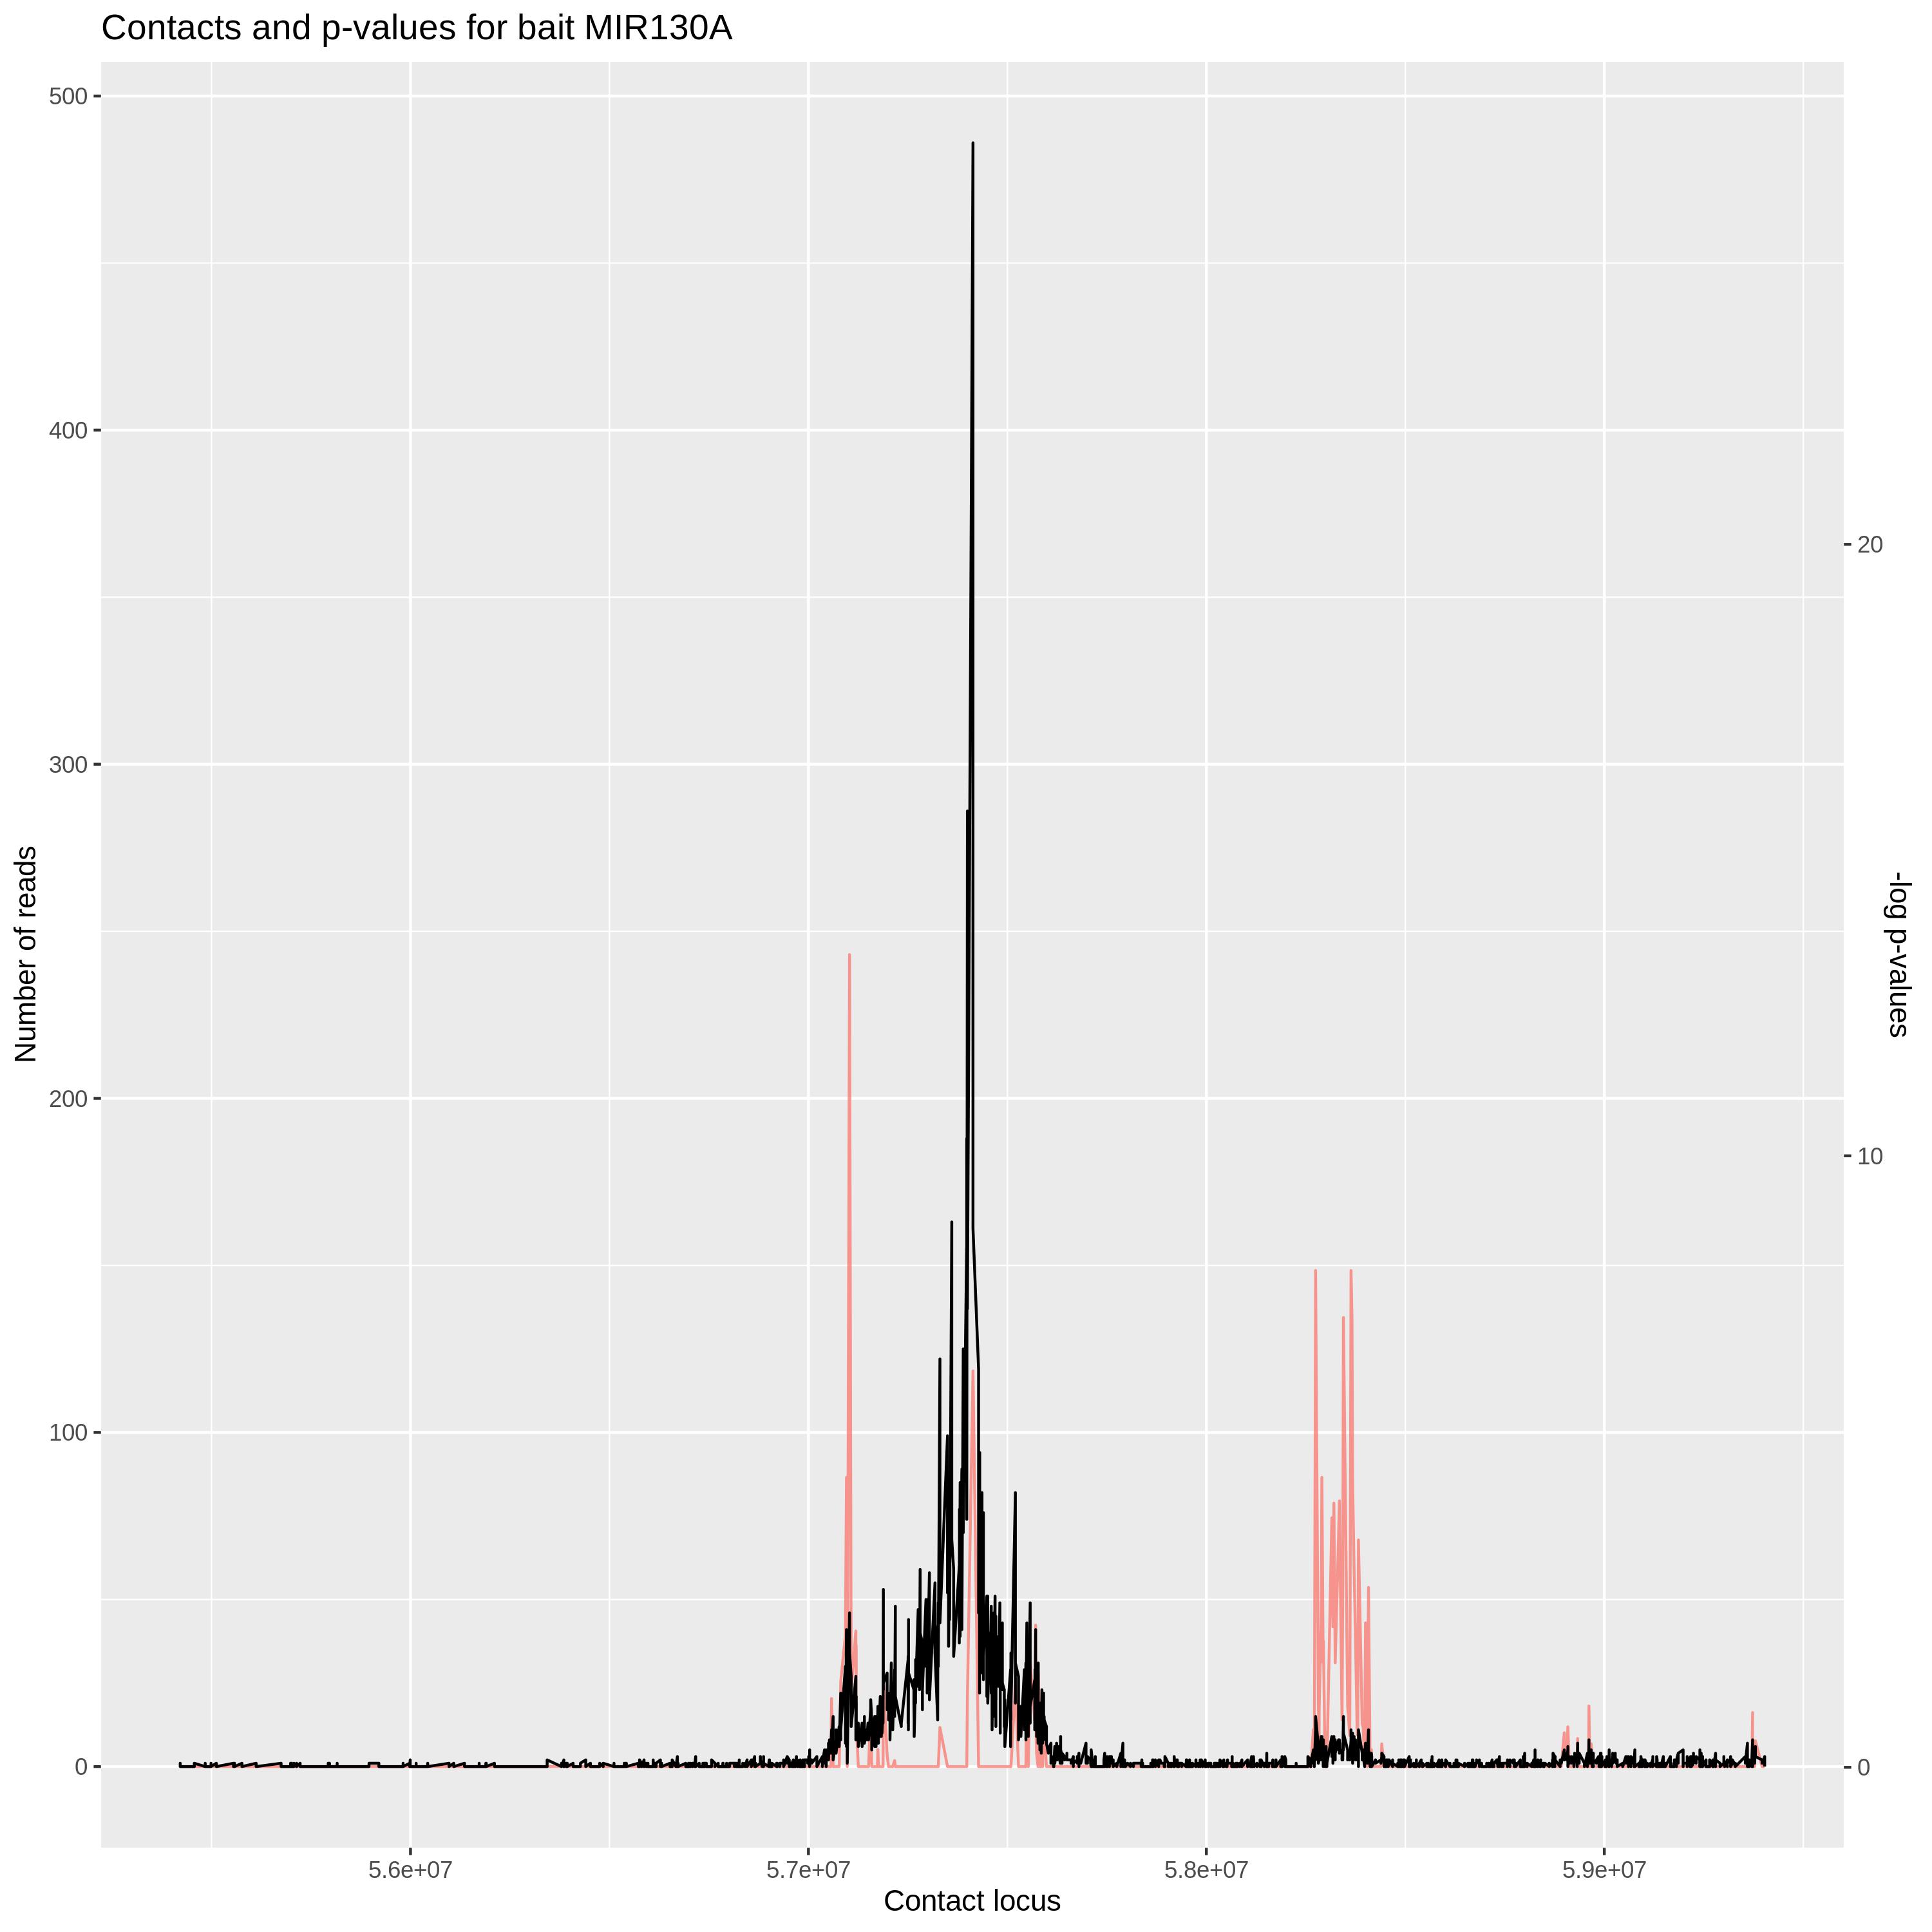 Contacts and p-values for bait MIR130A
500
400
300
200
100
0
Number of reads
20
10
0
-log p-values
5.6e+07
5.7e+07
5.8e+07
5.9e+07
Contact locus